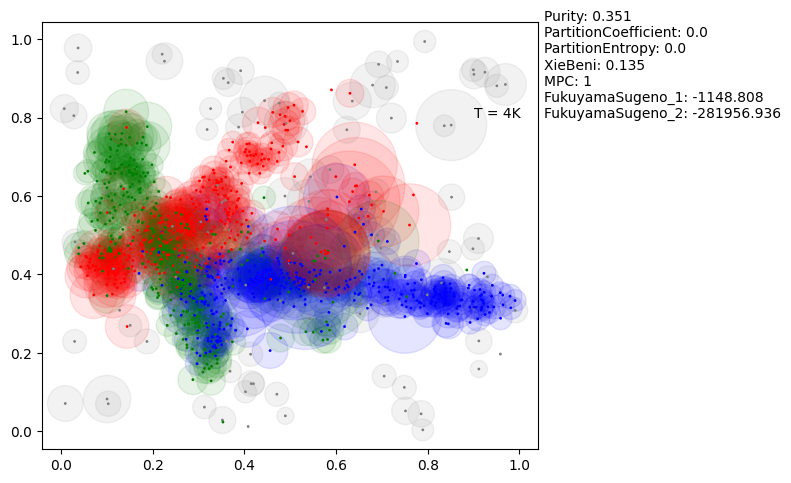 Purity: 0.351
PartitionCoefficient: 0.0
PartitionEntropy: 0.0
XieBeni: 0.135
MPC: 1
FukuyamaSugeno_1: -1148.808
FukuyamaSugeno_2: -281956.936
T = 4K
1.0
0.8
0.6
0.4
0.2
0.0
0.0 0.2 0.4 0.6 0.8 1.0